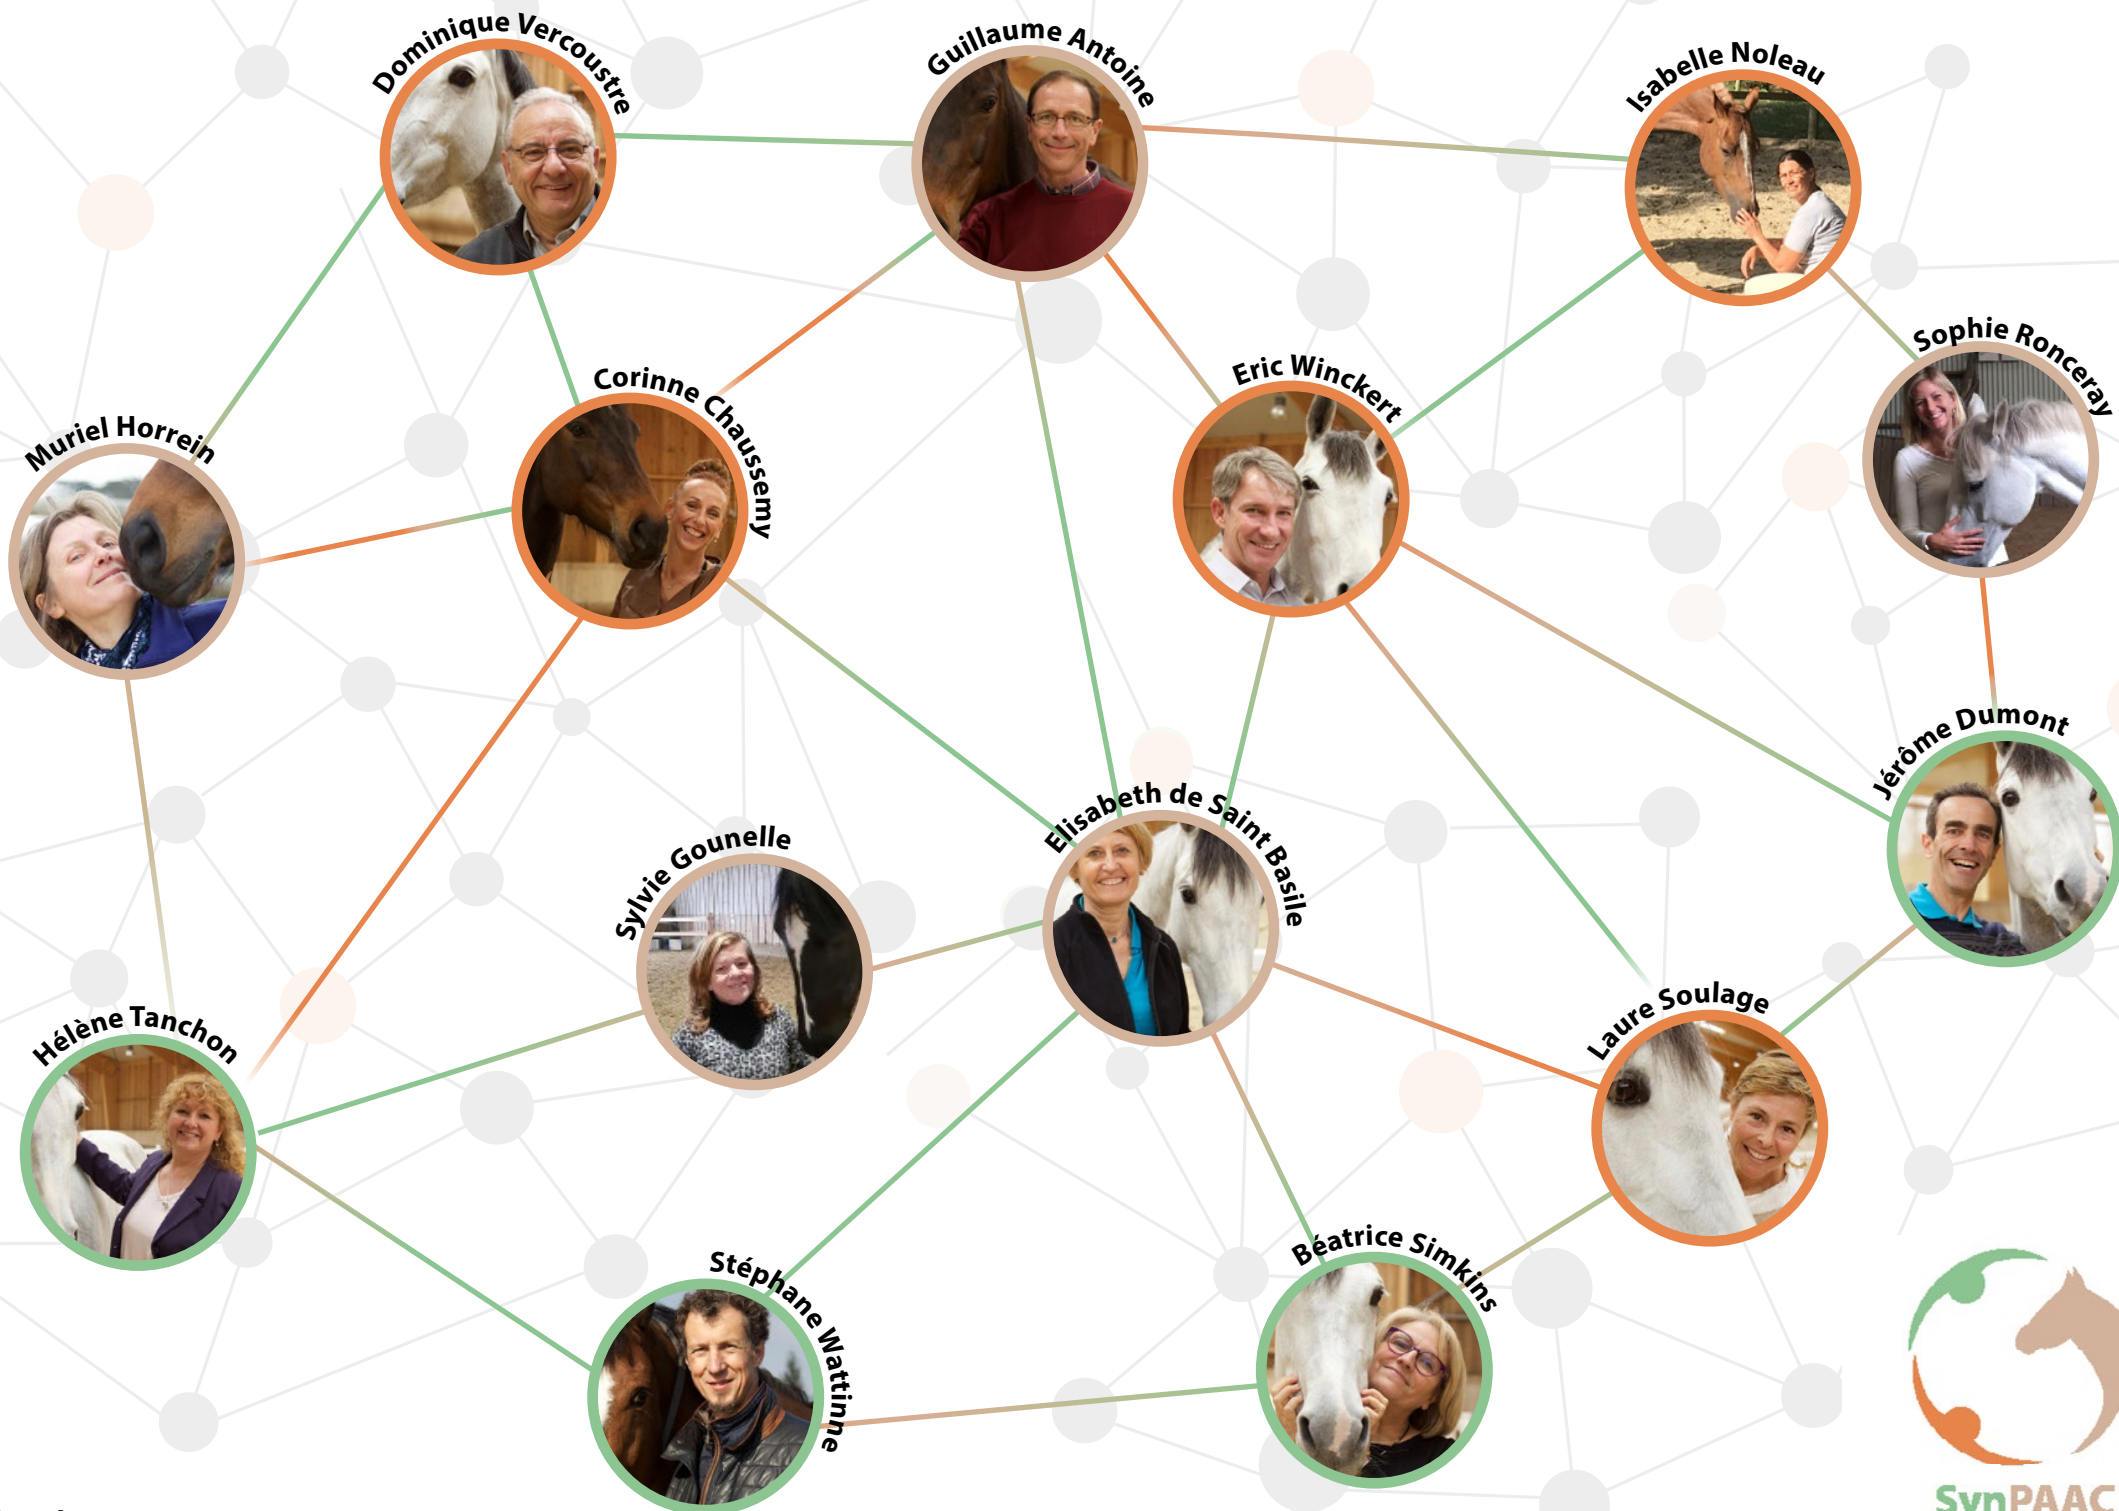 Dominique Vercoustre
Guillaume Antoine
Isabelle Noleau
Sophie Ronceray
Eric Winckert
Corinne Chaussemy
Muriel Horrein
Jérôme Dumont
Elisabeth de Saint Basile
Sylvie Gounelle
Laure Soulage
Hélène Tanchon
Béatrice Simkins
Stéphane Wattinne
SynPAAC